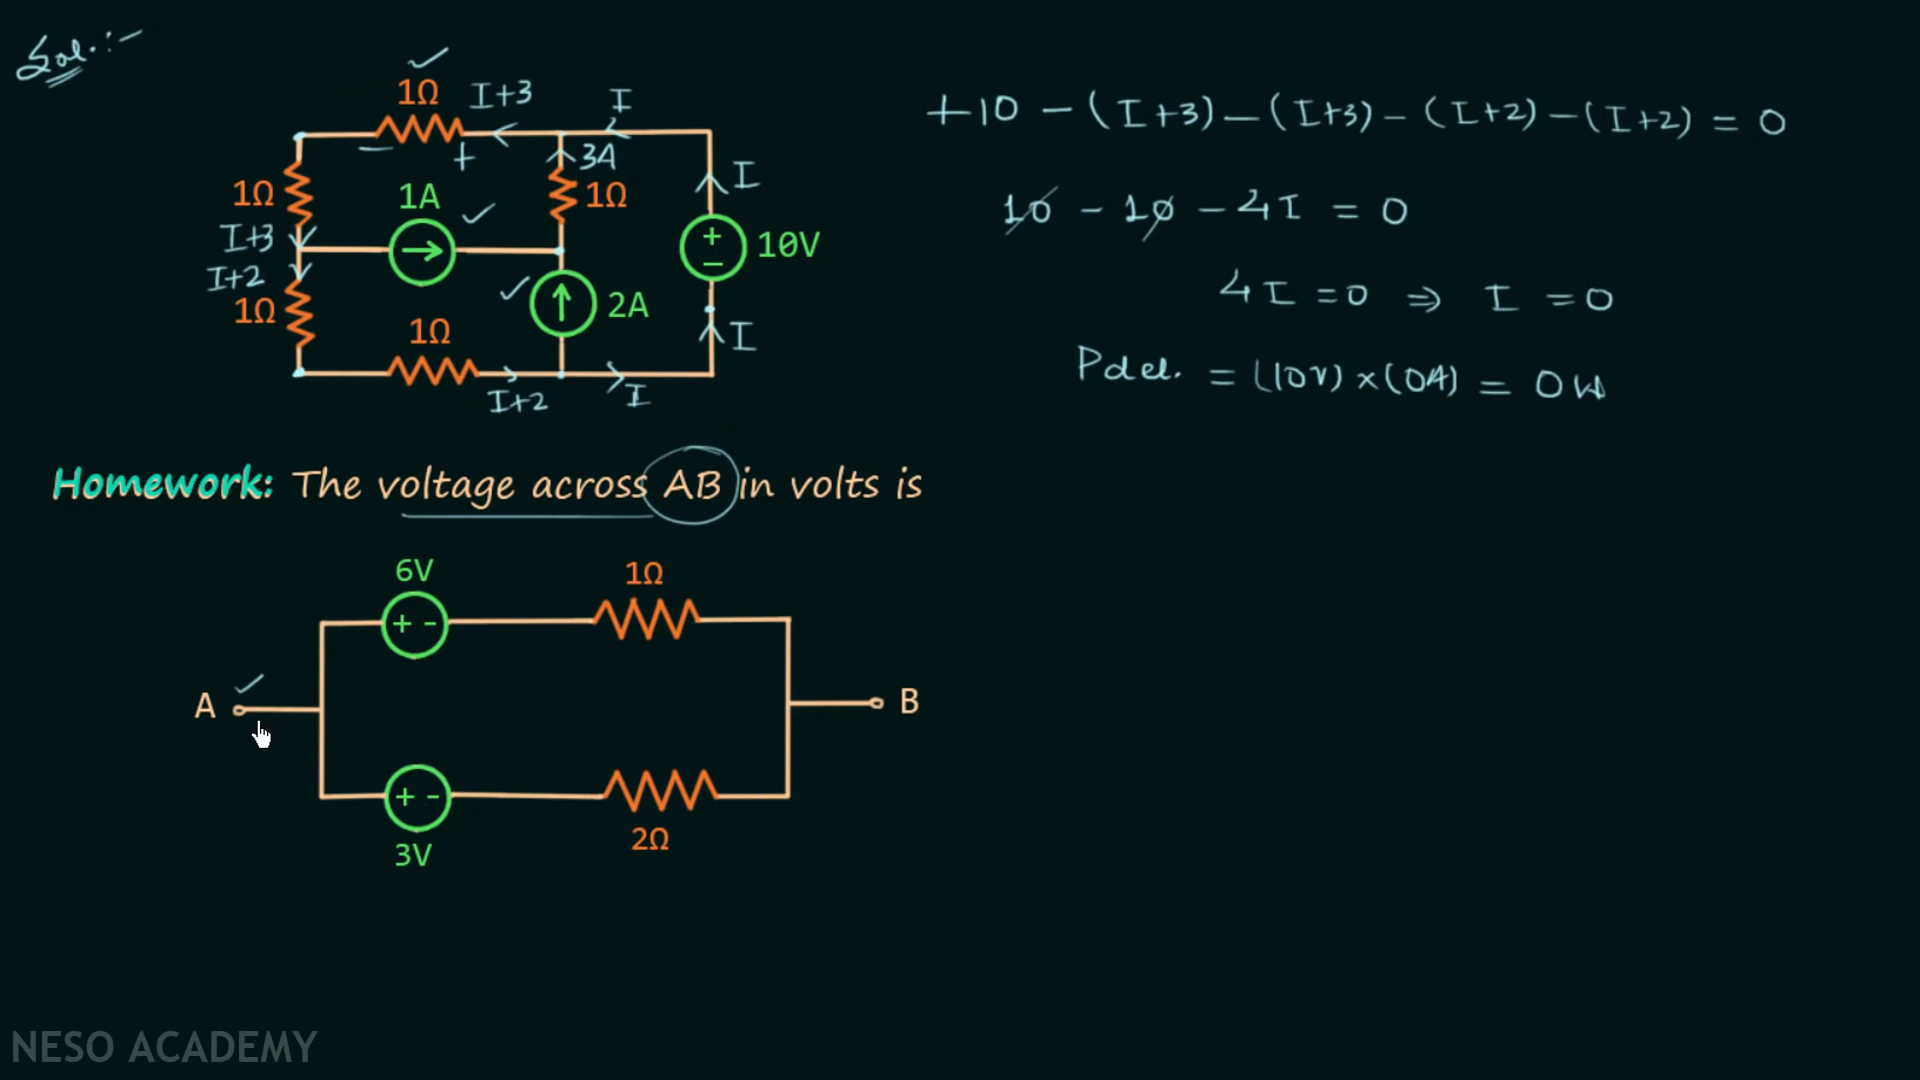 Sol.:-
1Ω
I+3
I
−
+
3A
I
1Ω
1A
1Ω
I+3
+
−
10V
I+2
1Ω
2A
1Ω
I
I+2
I
+10 - (I+3) - (I+3) - (I+2) - (I+2) = 0
10 - 10 - 4I = 0
4I = 0 ⇒ I = 0
Pdel. = (10V) × (0A) = 0W
Homework: The voltage across AB in volts is
6V
1Ω
+ -
A
B
+ -
3V
2Ω
NESO ACADEMY